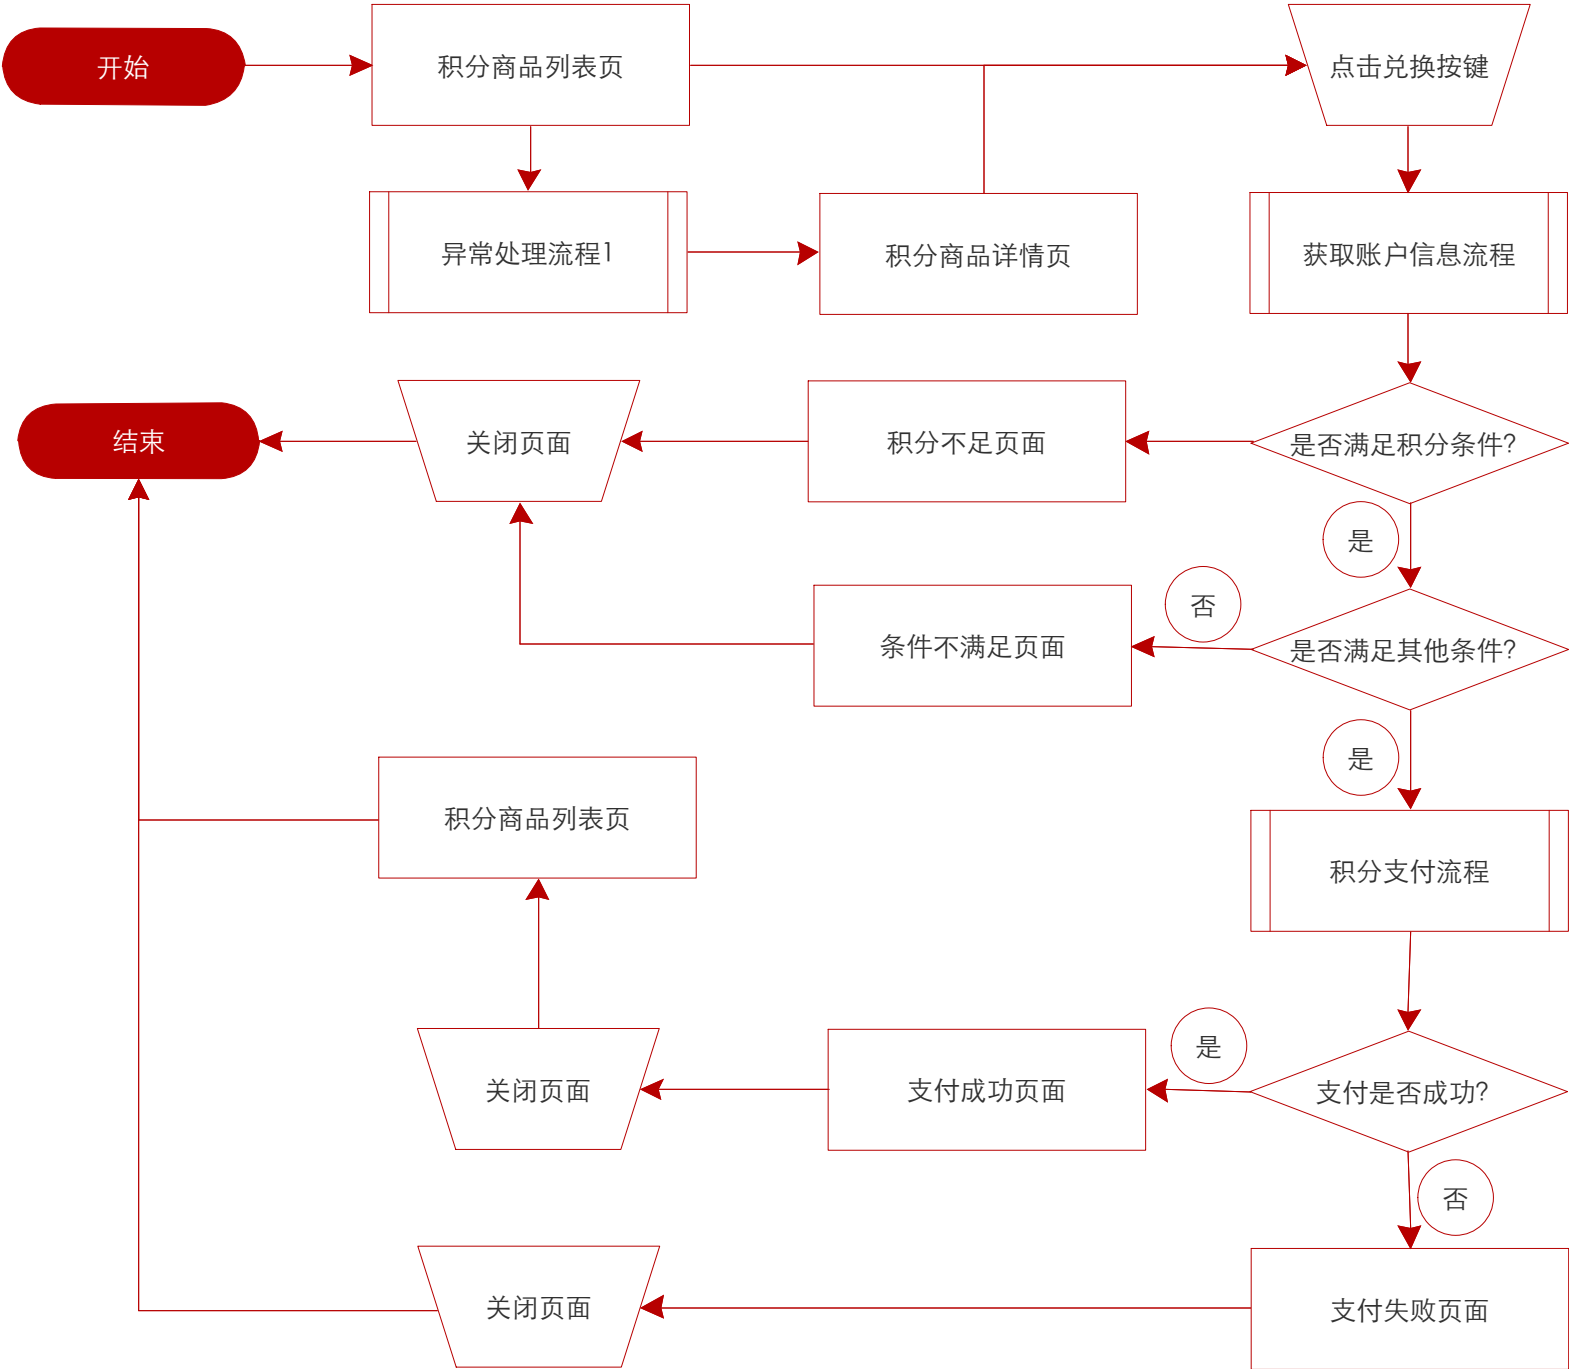 开始
积分商品列表页
点击兑换按键
异常处理流程1
积分商品详情页
获取账户信息流程
结束
关闭页面
积分不足页面
是否满足积分条件?
是
否
条件不满足页面
是否满足其他条件?
是
积分商品列表页
积分支付流程
关闭页面
支付成功页面
是
支付是否成功?
否
关闭页面
支付失败页面